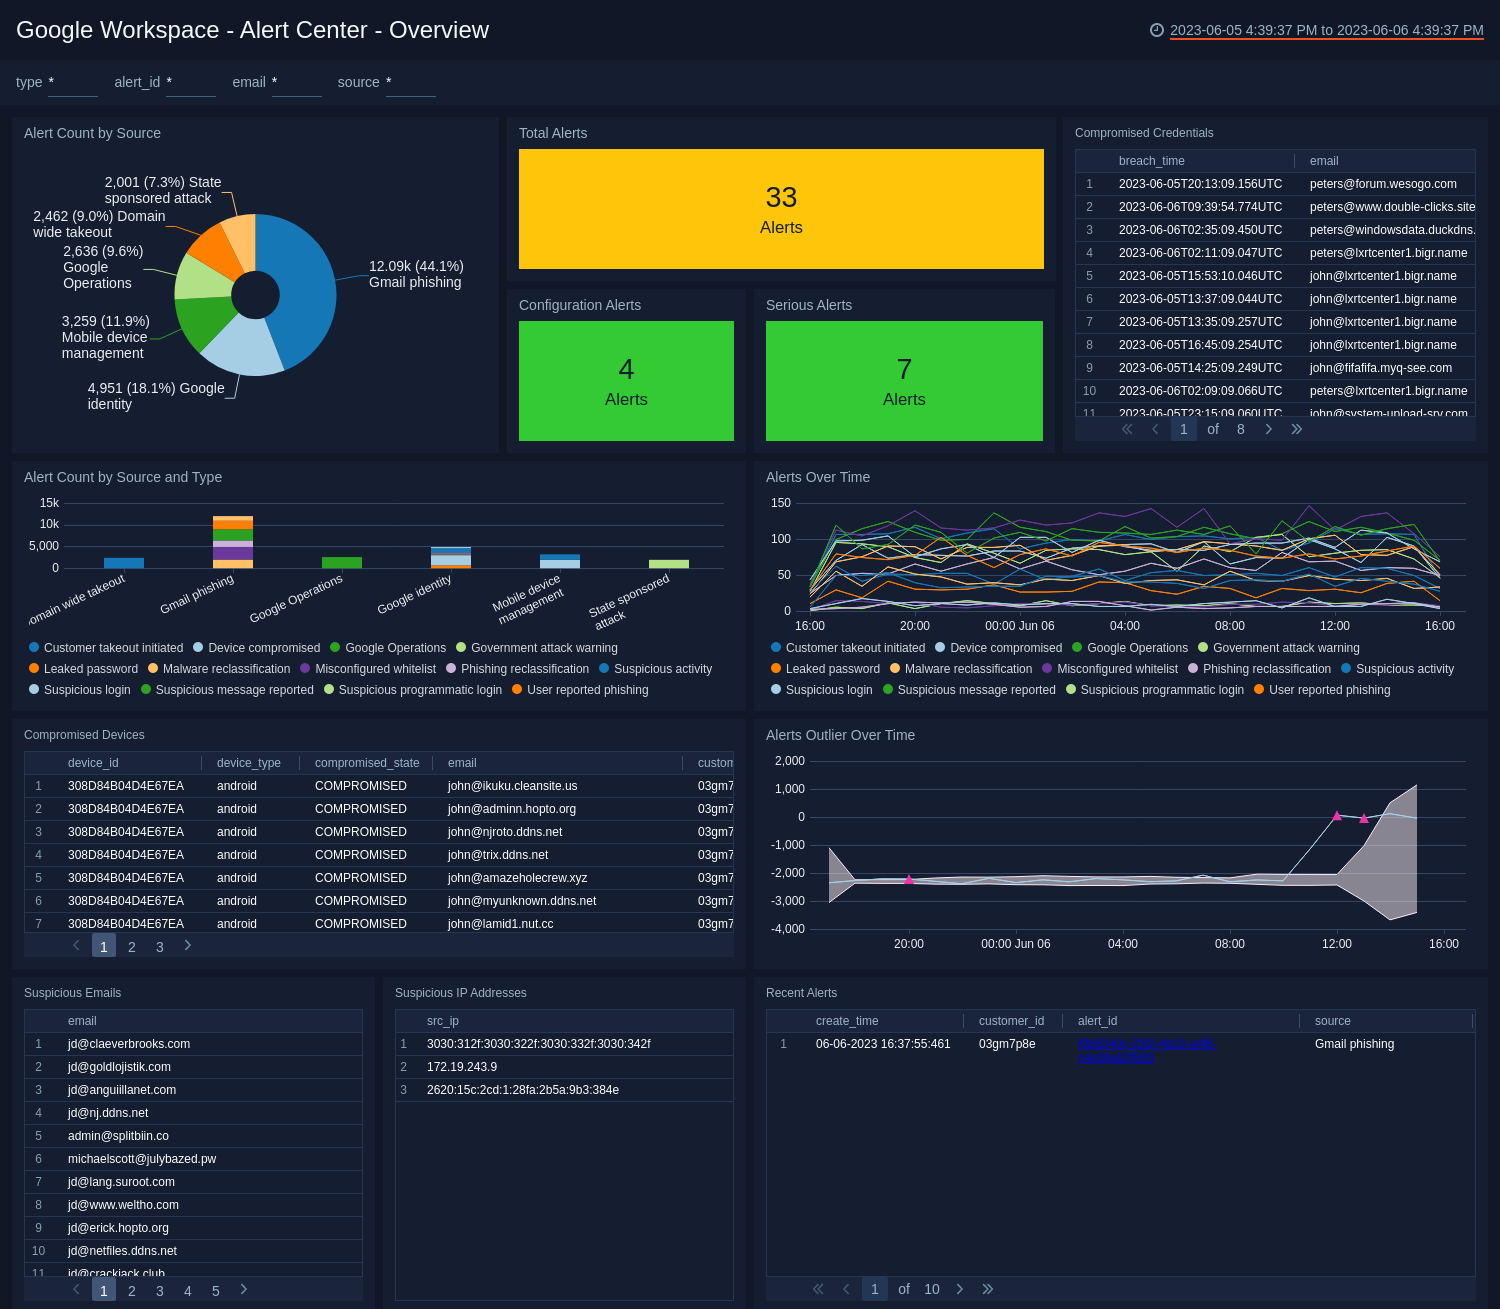 Google Workspace - Alert Center - Overview
2023-06-05 4:39:37 PM to 2023-06-06 4:39:37 PM
type * alert_id * email * source *
Alert Count by Source
2,001 (7.3%) State
sponsored attack
2,462 (9.0%) Domain
wide takeout
2,636 (9.6%)
Google
Operations
3,259 (11.9%)
Mobile device
management
4,951 (18.1%) Google
identity
12.09k (44.1%)
Gmail phishing
Total Alerts
33
Alerts
Configuration Alerts
4
Alerts
Serious Alerts
7
Alerts
Compromised Credentials
breach_time email
1 2023-06-05T20:13:09.156UTC peters@forum.wesogo.com
2 2023-06-06T09:39:54.774UTC peters@www.double-clicks.site
3 2023-06-06T02:35:09.450UTC peters@windowsdata.duckdns.
4 2023-06-06T02:11:09.047UTC peters@lxrtcenter1.bigr.name
5 2023-06-05T15:53:10.046UTC john@lxrtcenter1.bigr.name
6 2023-06-05T13:37:09.044UTC john@lxrtcenter1.bigr.name
7 2023-06-05T13:35:09.257UTC john@lxrtcenter1.bigr.name
8 2023-06-05T16:45:09.254UTC john@lxrtcenter1.bigr.name
9 2023-06-05T14:25:09.249UTC john@fifafifa.myq-see.com
10 2023-06-06T02:09:09.066UTC peters@lxrtcenter1.bigr.name
11 2023-06-05T23:15:09.060UTC john@system-upload-srv.com
1 of 8
Alert Count by Source and Type
15k
10k
5,000
0
omain wide takeout
Gmail phishing
Google Operations
Google identity
Mobile device
management
State sponsored
attack
Customer takeout initiated Device compromised Google Operations Government attack warning
Leaked password Malware reclassification Misconfigured whitelist Phishing reclassification Suspicious activity
Suspicious login Suspicious message reported Suspicious programmatic login User reported phishing
Alerts Over Time
150
100
50
0
16:00 20:00 00:00 Jun 06 04:00 08:00 12:00 16:00
Customer takeout initiated Device compromised Google Operations Government attack warning
Leaked password Malware reclassification Misconfigured whitelist Phishing reclassification Suspicious activity
Suspicious login Suspicious message reported Suspicious programmatic login User reported phishing
Compromised Devices
device_id device_type compromised_state email custom
1 308D84B04D4E67EA android COMPROMISED john@ikuku.cleansite.us 03gm7
2 308D84B04D4E67EA android COMPROMISED john@adminn.hopto.org 03gm7
3 308D84B04D4E67EA android COMPROMISED john@njroto.ddns.net 03gm7
4 308D84B04D4E67EA android COMPROMISED john@trix.ddns.net 03gm7
5 308D84B04D4E67EA android COMPROMISED john@amazeholecrew.xyz 03gm7
6 308D84B04D4E67EA android COMPROMISED john@myunknown.ddns.net 03gm7
7 308D84B04D4E67EA android COMPROMISED john@lamid1.nut.cc 03gm7
1 2 3
Alerts Outlier Over Time
2,000
1,000
0
-1,000
-2,000
-3,000
-4,000
20:00 00:00 Jun 06 04:00 08:00 12:00 16:00
Suspicious Emails
email
1 jd@claeverbrooks.com
2 jd@goldlojistik.com
3 jd@anguiillanet.com
4 jd@nj.ddns.net
5 admin@splitbiin.co
6 michaelscott@julybazed.pw
7 jd@lang.suroot.com
8 jd@www.weltho.com
9 jd@erick.hopto.org
10 jd@netfiles.ddns.net
11 jd@crackjack.club
1 2 3 4 5
Suspicious IP Addresses
src_ip
1 3030:312f:3030:322f:3030:332f:3030:342f
2 172.19.243.9
3 2620:15c:2cd:1:28fa:2b5a:9b3:384e
Recent Alerts
create_time customer_id alert_id source
1 06-06-2023 16:37:55:461 03gm7p8e Gmail phishing
1 of 10